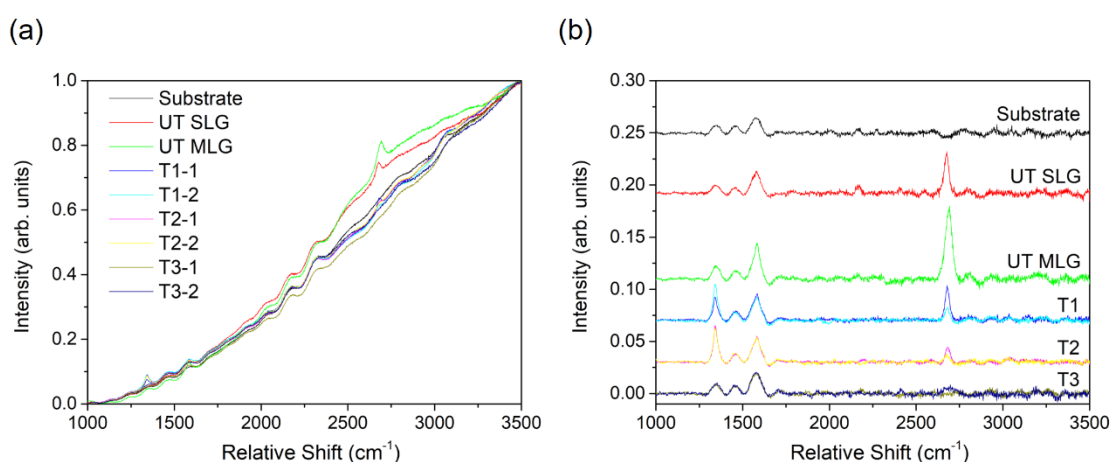 (a)
Intensity (arb. units)
1.0
0.8
0.6
0.4
0.2
0.0
Substrate
UT SLG
UT MLG
T1-1
T1-2
T2-1
T2-2
T3-1
T3-2
1000 1500 2000 2500 3000 3500
Relative Shift (cm⁻¹)
(b)
Intensity (arb. units)
0.30
0.25
0.20
0.15
0.10
0.05
0.00
Substrate
UT SLG
UT MLG
T1
T2
T3
1000 1500 2000 2500 3000 3500
Relative Shift (cm⁻¹)